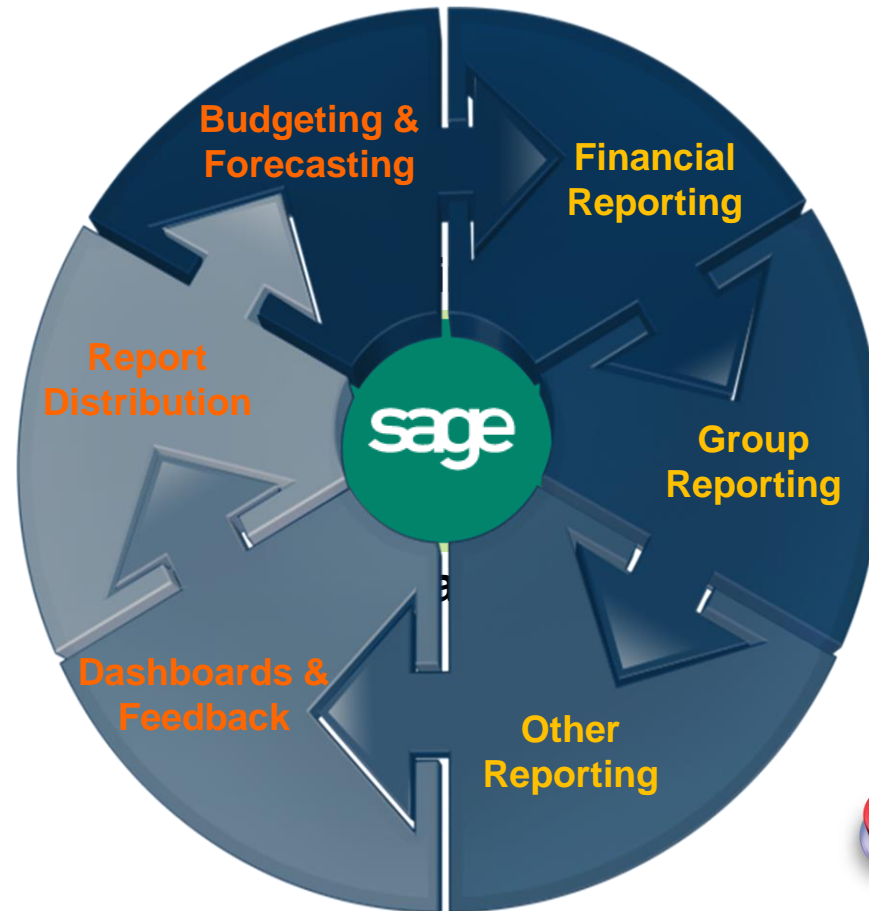 Budgeting &
Forecasting
Financial
Reporting
Report
Distribution
sage
Group
Reporting
Dashboards &
Feedback
Other
Reporting